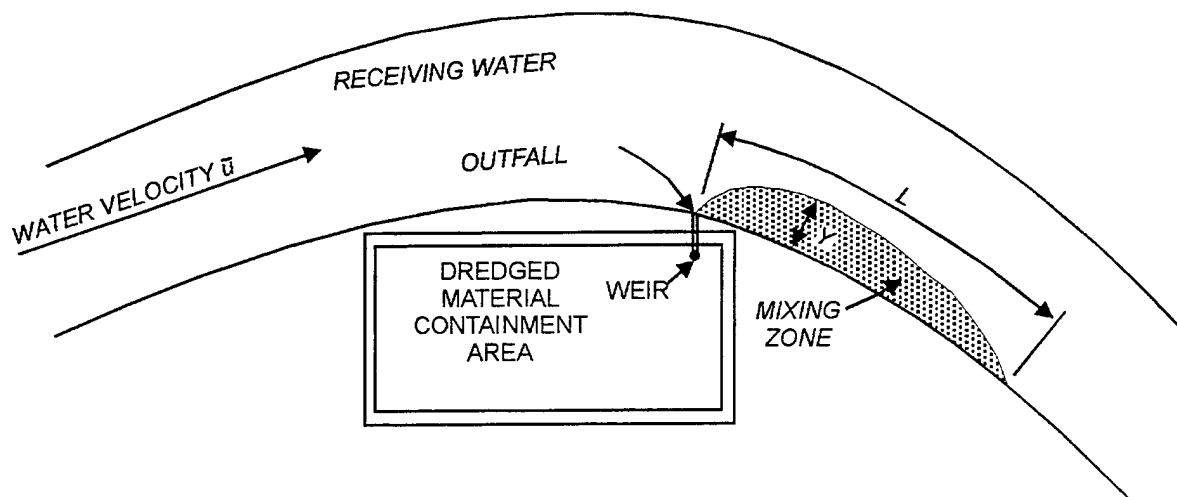 RECEIVING WATER
WATER VELOCITY ū
OUTFALL
L
Y
DREDGED
MATERIAL
CONTAINMENT
AREA
WEIR
MIXING
ZONE